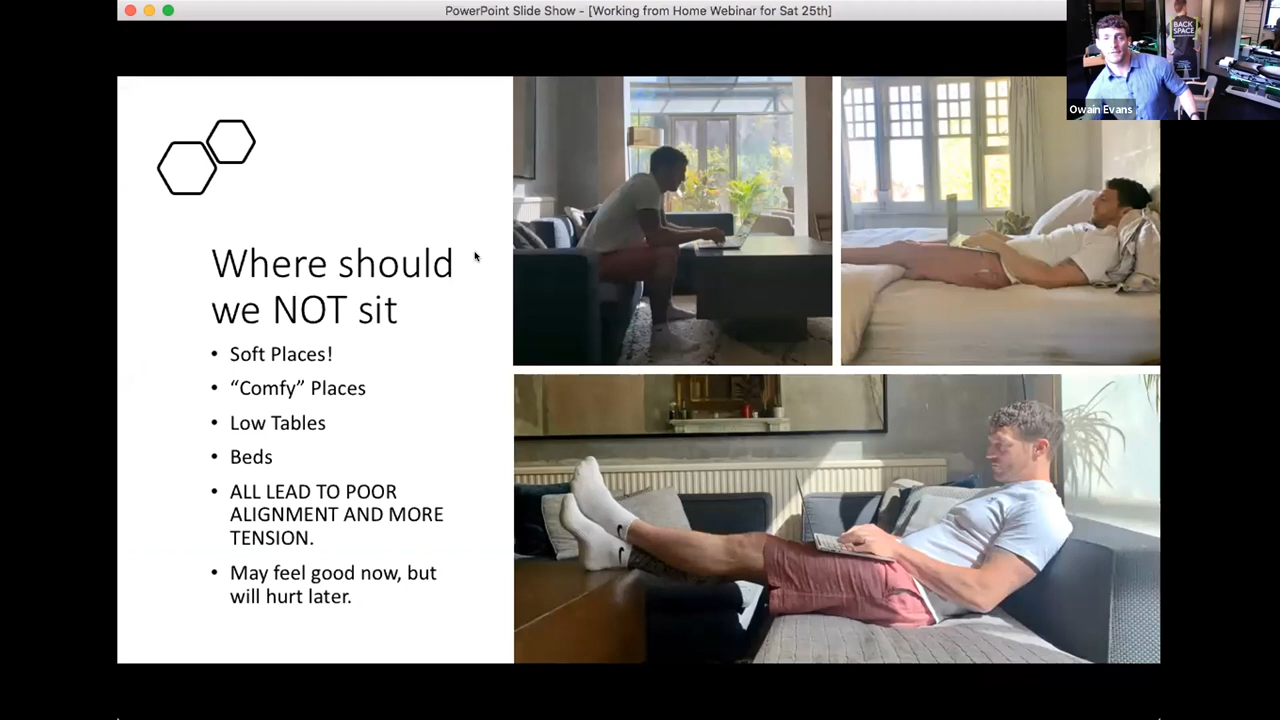 PowerPoint Slide Show - [Working from Home Webinar for Sat 25th]
BACK
SPACE
Owain Evans
Where should
we NOT sit
• Soft Places!
• “Comfy” Places
• Low Tables
• Beds
• ALL LEAD TO POOR
ALIGNMENT AND MORE
TENSION.
• May feel good now, but
will hurt later.